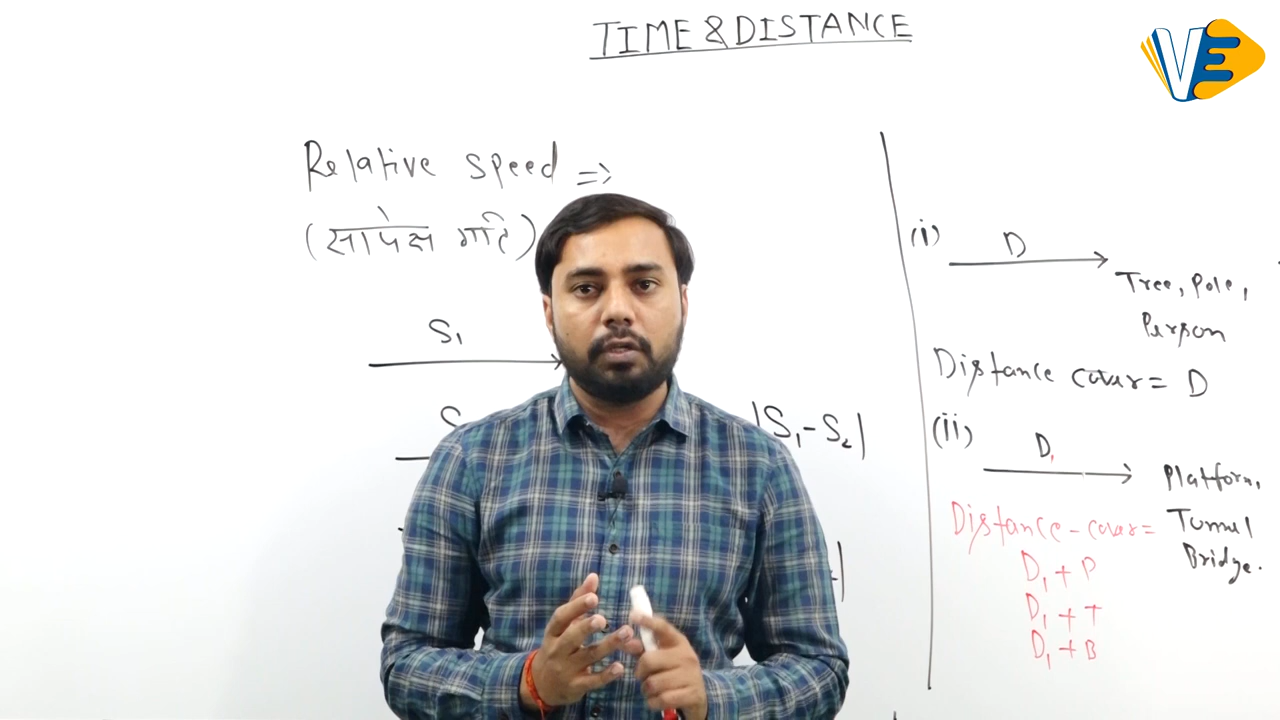 TIME & DISTANCE
VE
Relative speed =>
(सापेक्ष गति)
S₁
S
|S₁-S₂|
(i) D
Tree, Pole,
Person
Distance cover = D
(ii) D₁
Platform,
Tunnel
Bridge.
Distance-cover=
D₁+P
D₁+T
D₁+B